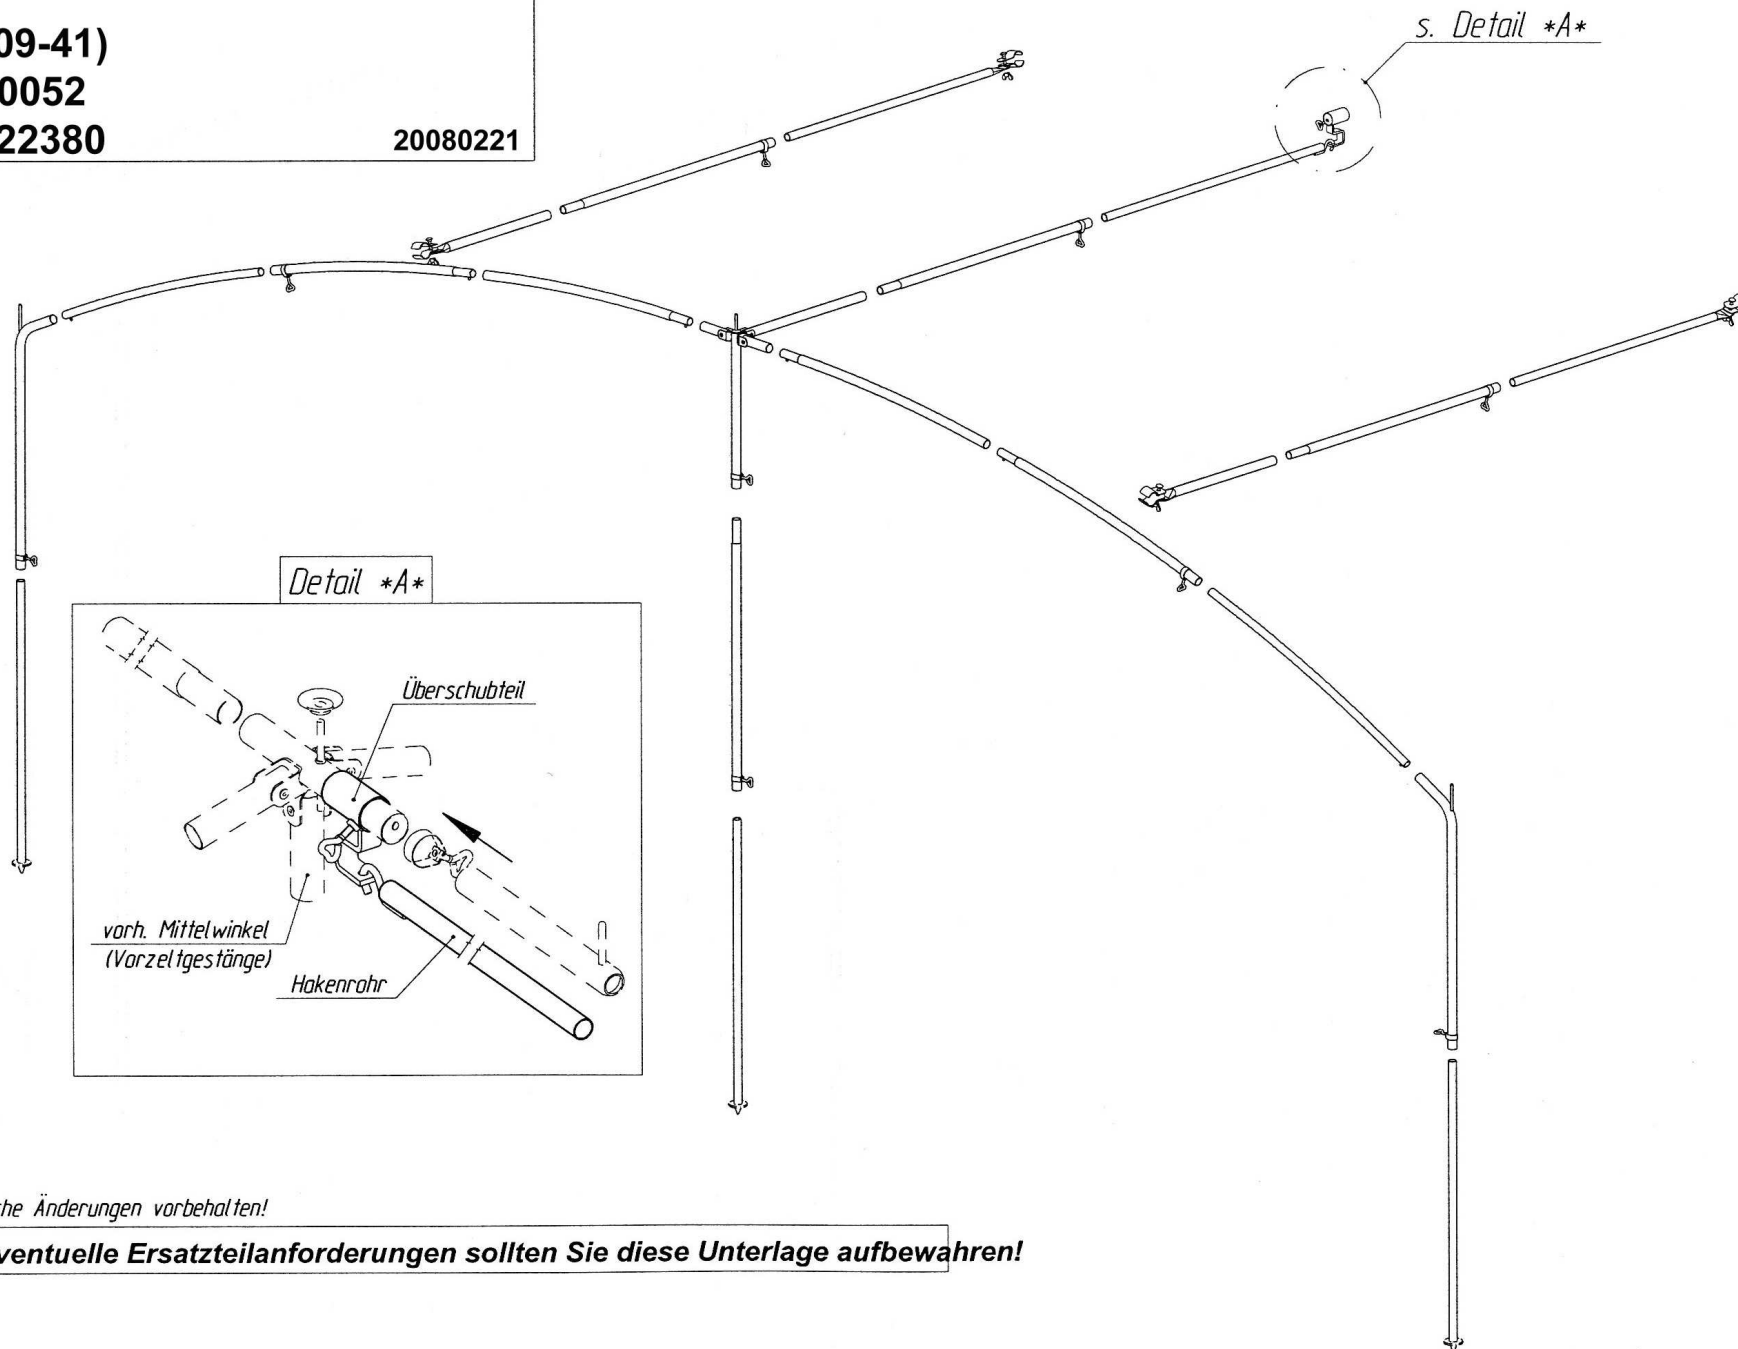 09-41)
0052
22380
20080221
s. Detail *A*
Detail *A*
Überschubteil
vorh. Mittelwinkel
(Vorzeltgestänge)
Hakenrohr
che Änderungen vorbehalten!
ventuelle Ersatzteilanforderungen sollten Sie diese Unterlage aufbewahren!